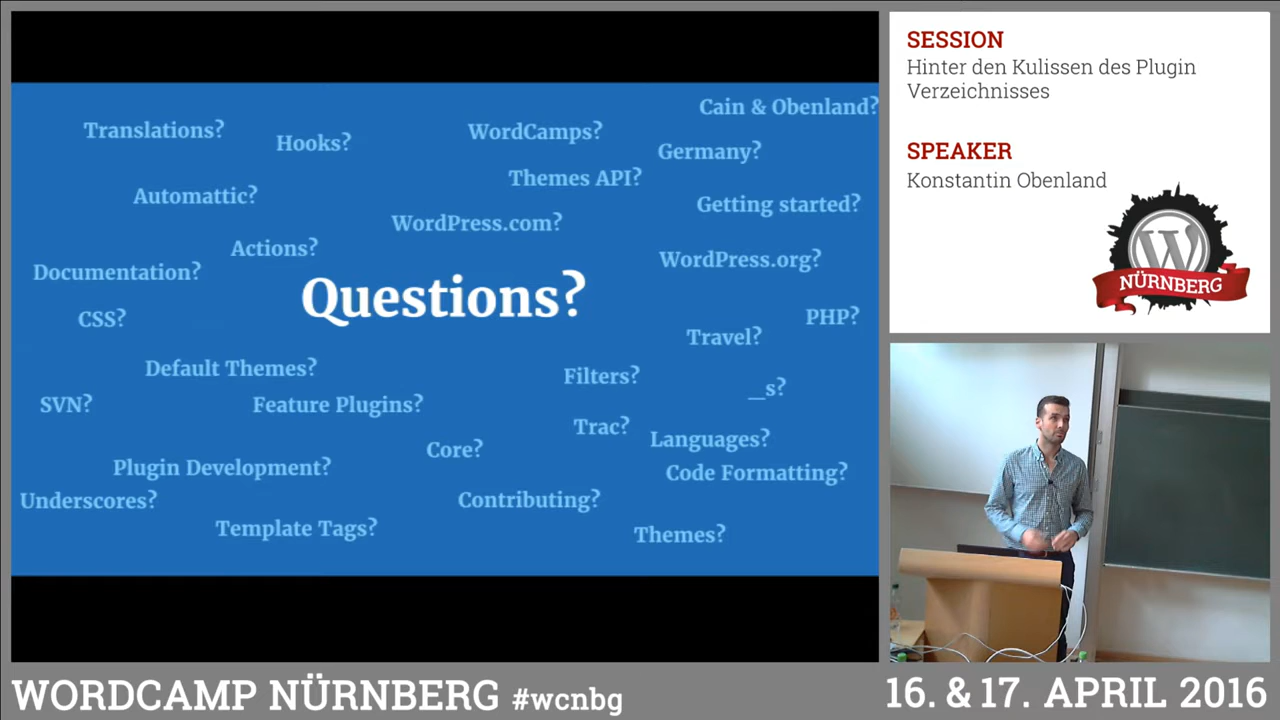 Cain & Obenland?
Translations?
Hooks?
WordCamps?
Germany?
Themes API?
Automattic?
Getting started?
WordPress.com?
Actions?
WordPress.org?
Documentation?
Questions?
CSS?
PHP?
Travel?
Default Themes?
Filters?
_s?
SVN?
Feature Plugins?
Trac?
Languages?
Core?
Plugin Development?
Code Formatting?
Underscores?
Contributing?
Template Tags?
Themes?
SESSION
Hinter den Kulissen des Plugin
Verzeichnisses
SPEAKER
Konstantin Obenland
W
NÜRNBERG
WORDCAMP NÜRNBERG #wcnbg
16. & 17. APRIL 2016